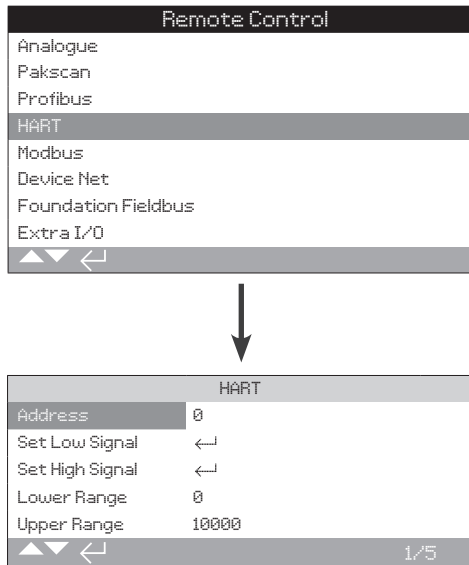 Remote Control
Analogue
Pakscan
Profibus
HART
Modbus
Device Net
Foundation Fieldbus
Extra I/O
HART
Address 0
Set Low Signal
Set High Signal
Lower Range 0
Upper Range 10000
1/5